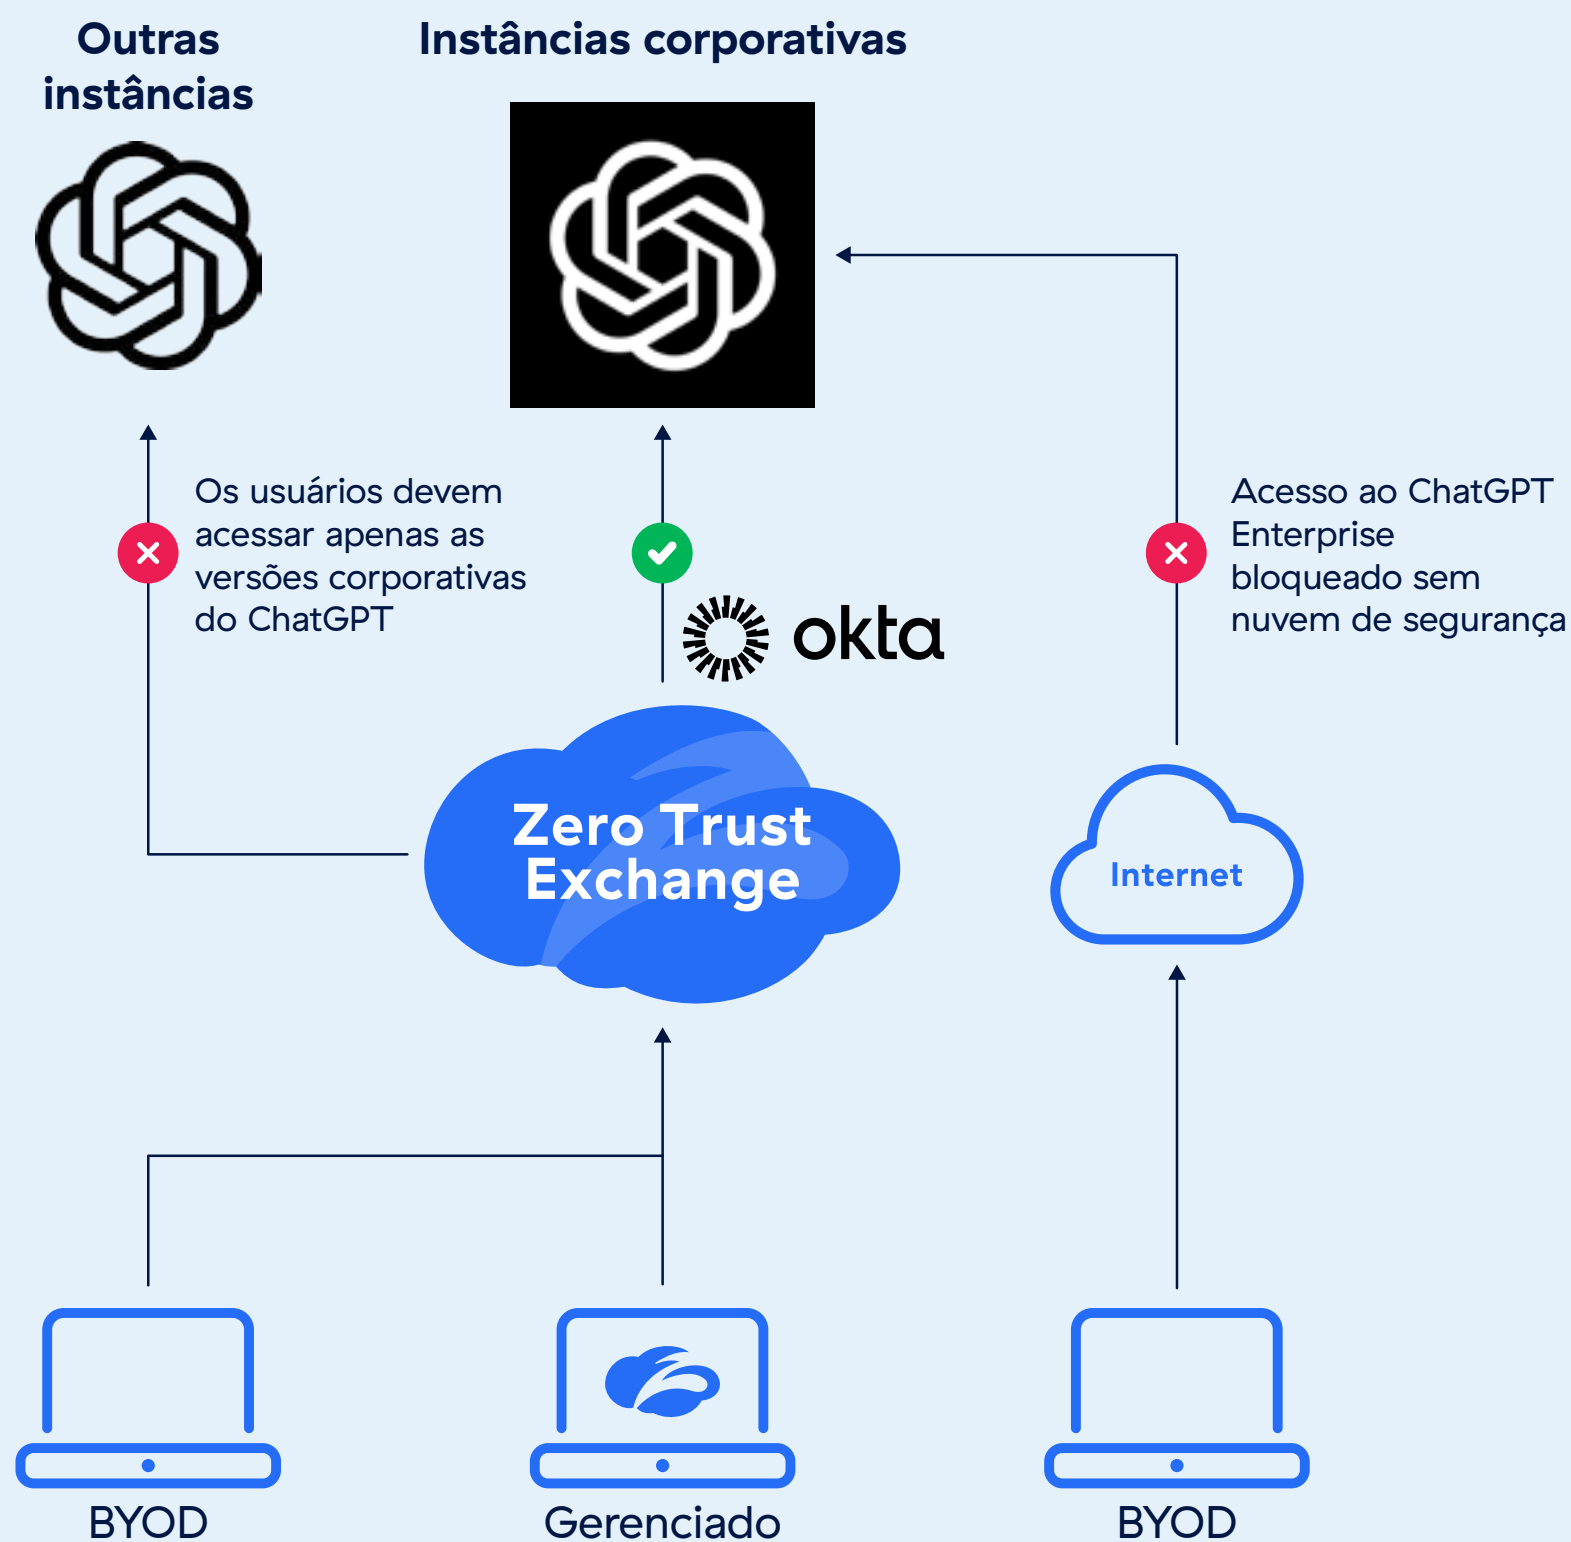 Outras
instâncias
Instâncias corporativas
Os usuários devem
acessar apenas as
versões corporativas
do ChatGPT
okta
Acesso ao ChatGPT
Enterprise
bloqueado sem
nuvem de segurança
Zero Trust
Exchange
Internet
BYOD
Gerenciado
BYOD